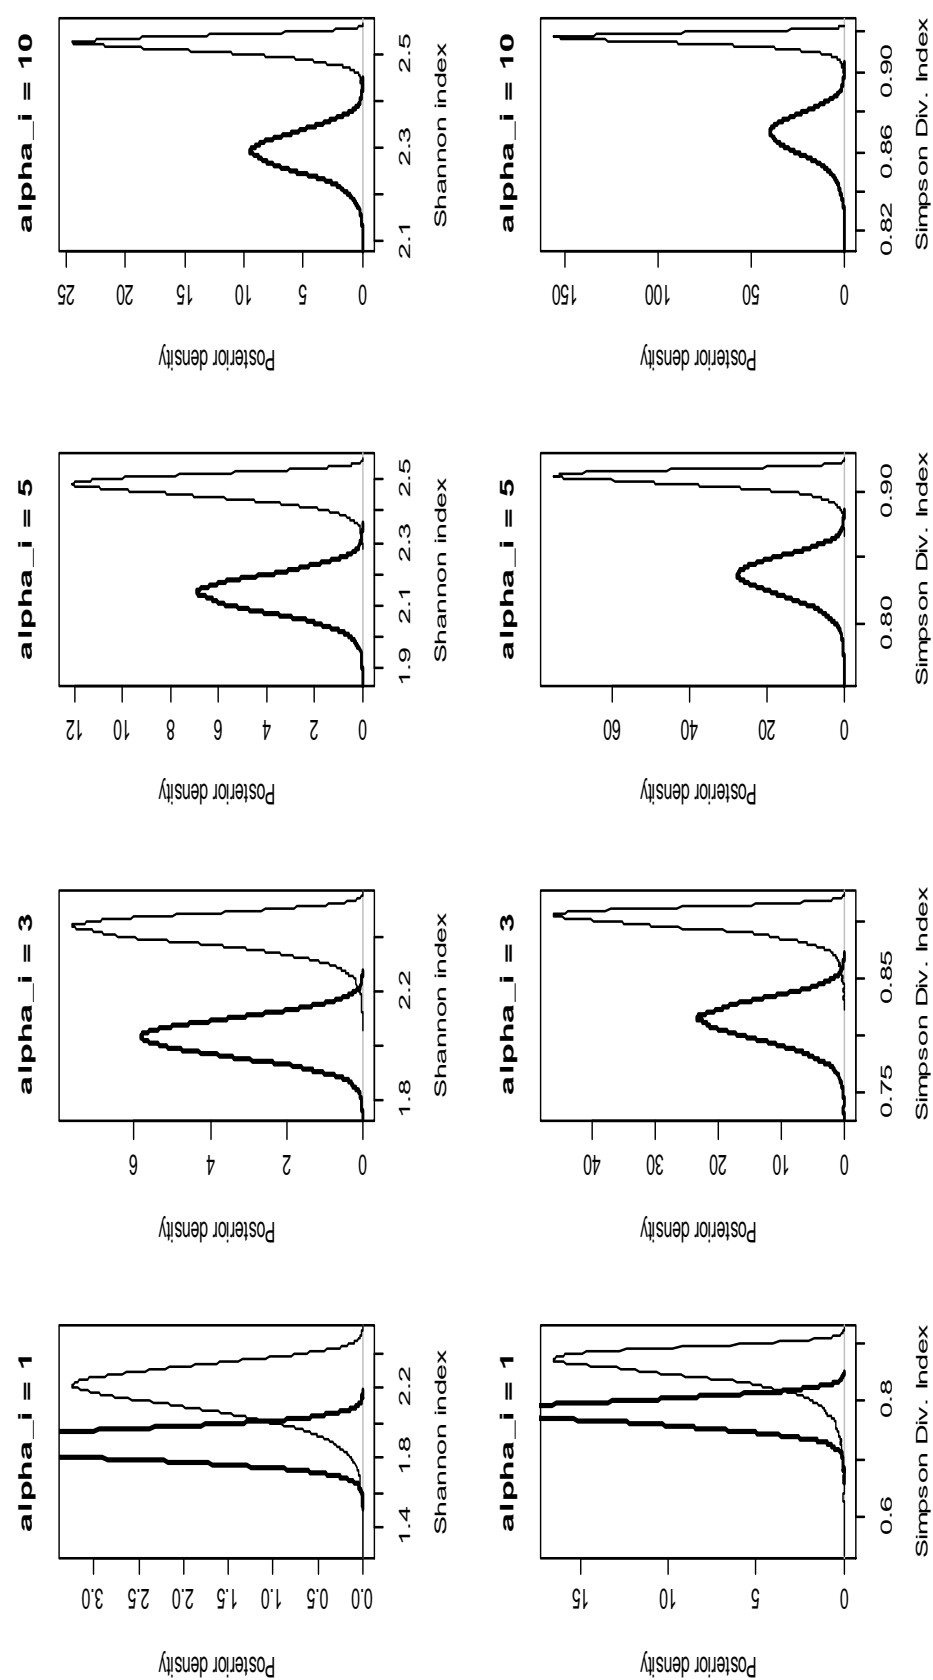 alpha_i = 1
Posterior density
0.0 0.5 1.0 1.5 2.0 2.5 3.0
1.4 1.8 2.2
Shannon index
alpha_i = 3
Posterior density
0 2 4 6
1.8 2.2
Shannon index
alpha_i = 5
Posterior density
0 2 4 6 8 10 12
1.9 2.1 2.3 2.5
Shannon index
alpha_i = 10
Posterior density
0 5 10 15 20 25
2.1 2.3 2.5
Shannon index
alpha_i = 1
Posterior density
0 5 10 15
0.6 0.8
Simpson Div. Index
alpha_i = 3
Posterior density
0 10 20 30 40
0.75 0.85
Simpson Div. Index
alpha_i = 5
Posterior density
0 20 40 60
0.80 0.90
Simpson Div. Index
alpha_i = 10
Posterior density
0 50 100 150
0.82 0.86 0.90
Simpson Div. Index